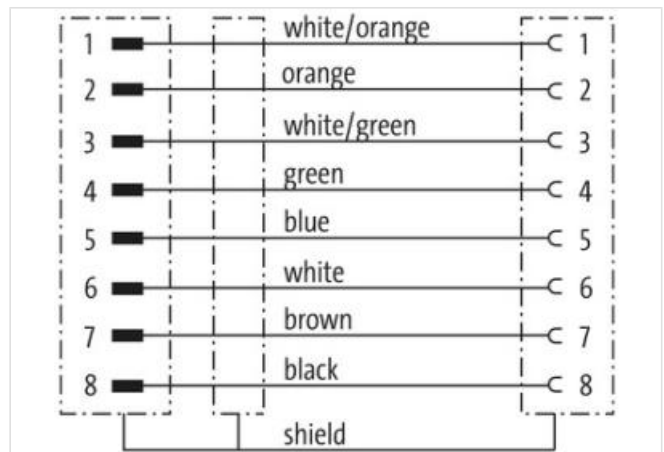 1 white/orange 1
2 orange 2
3 white/green 3
4 green 4
5 blue 5
6 white 6
7 brown 7
8 black 8
shield